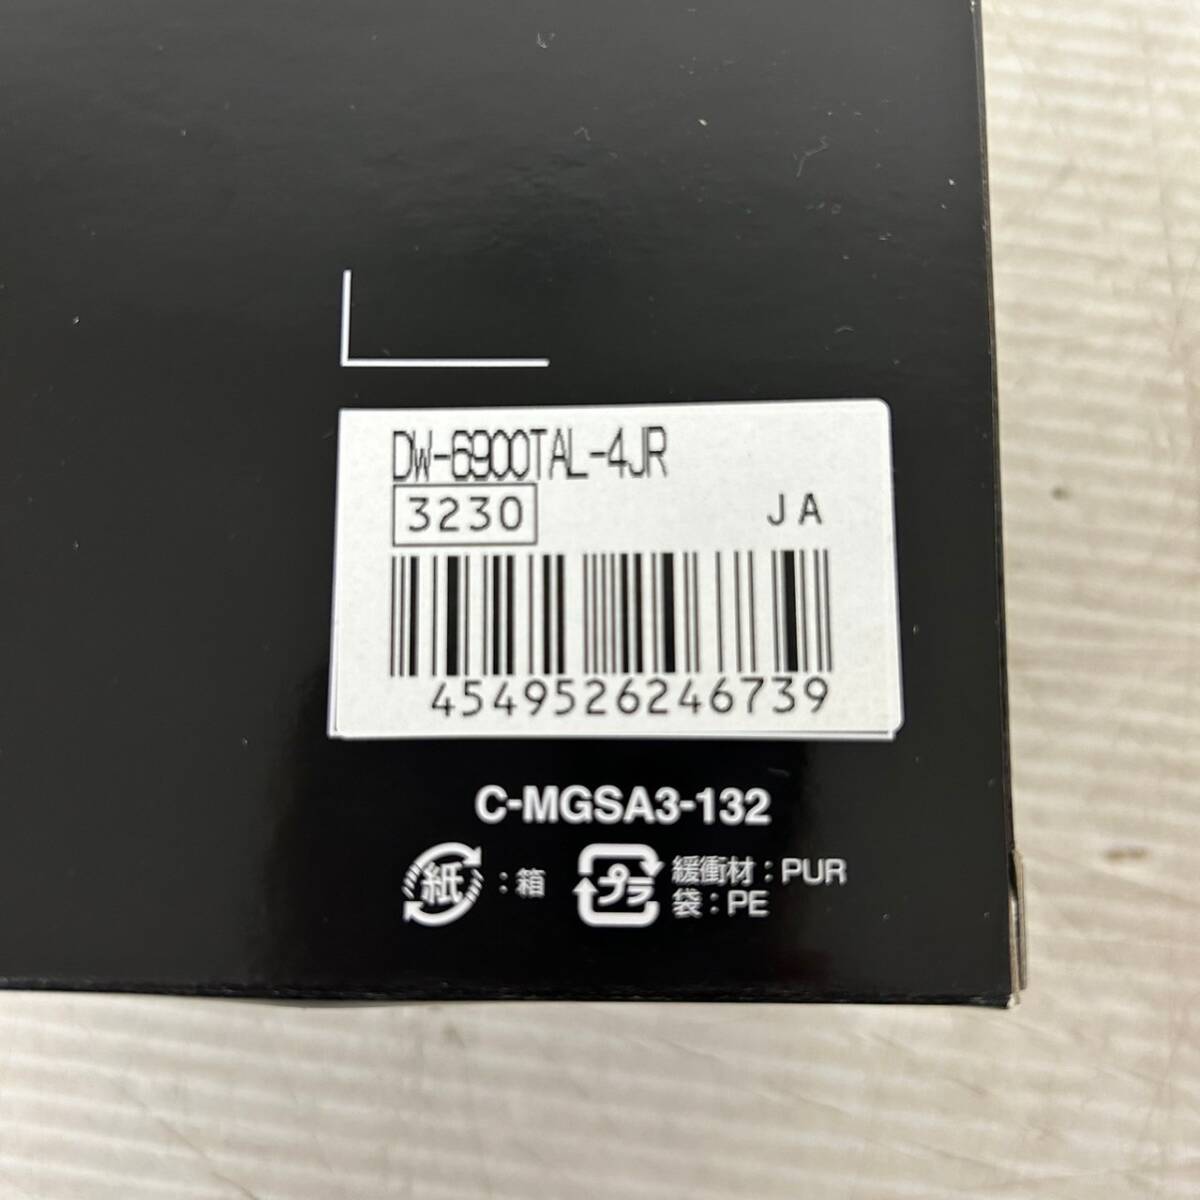 DW-6900TAL-4JR
3230 JA
4549526246739
C-MGSA3-132
紙：箱
プラ 緩衝材：PUR
袋：PE